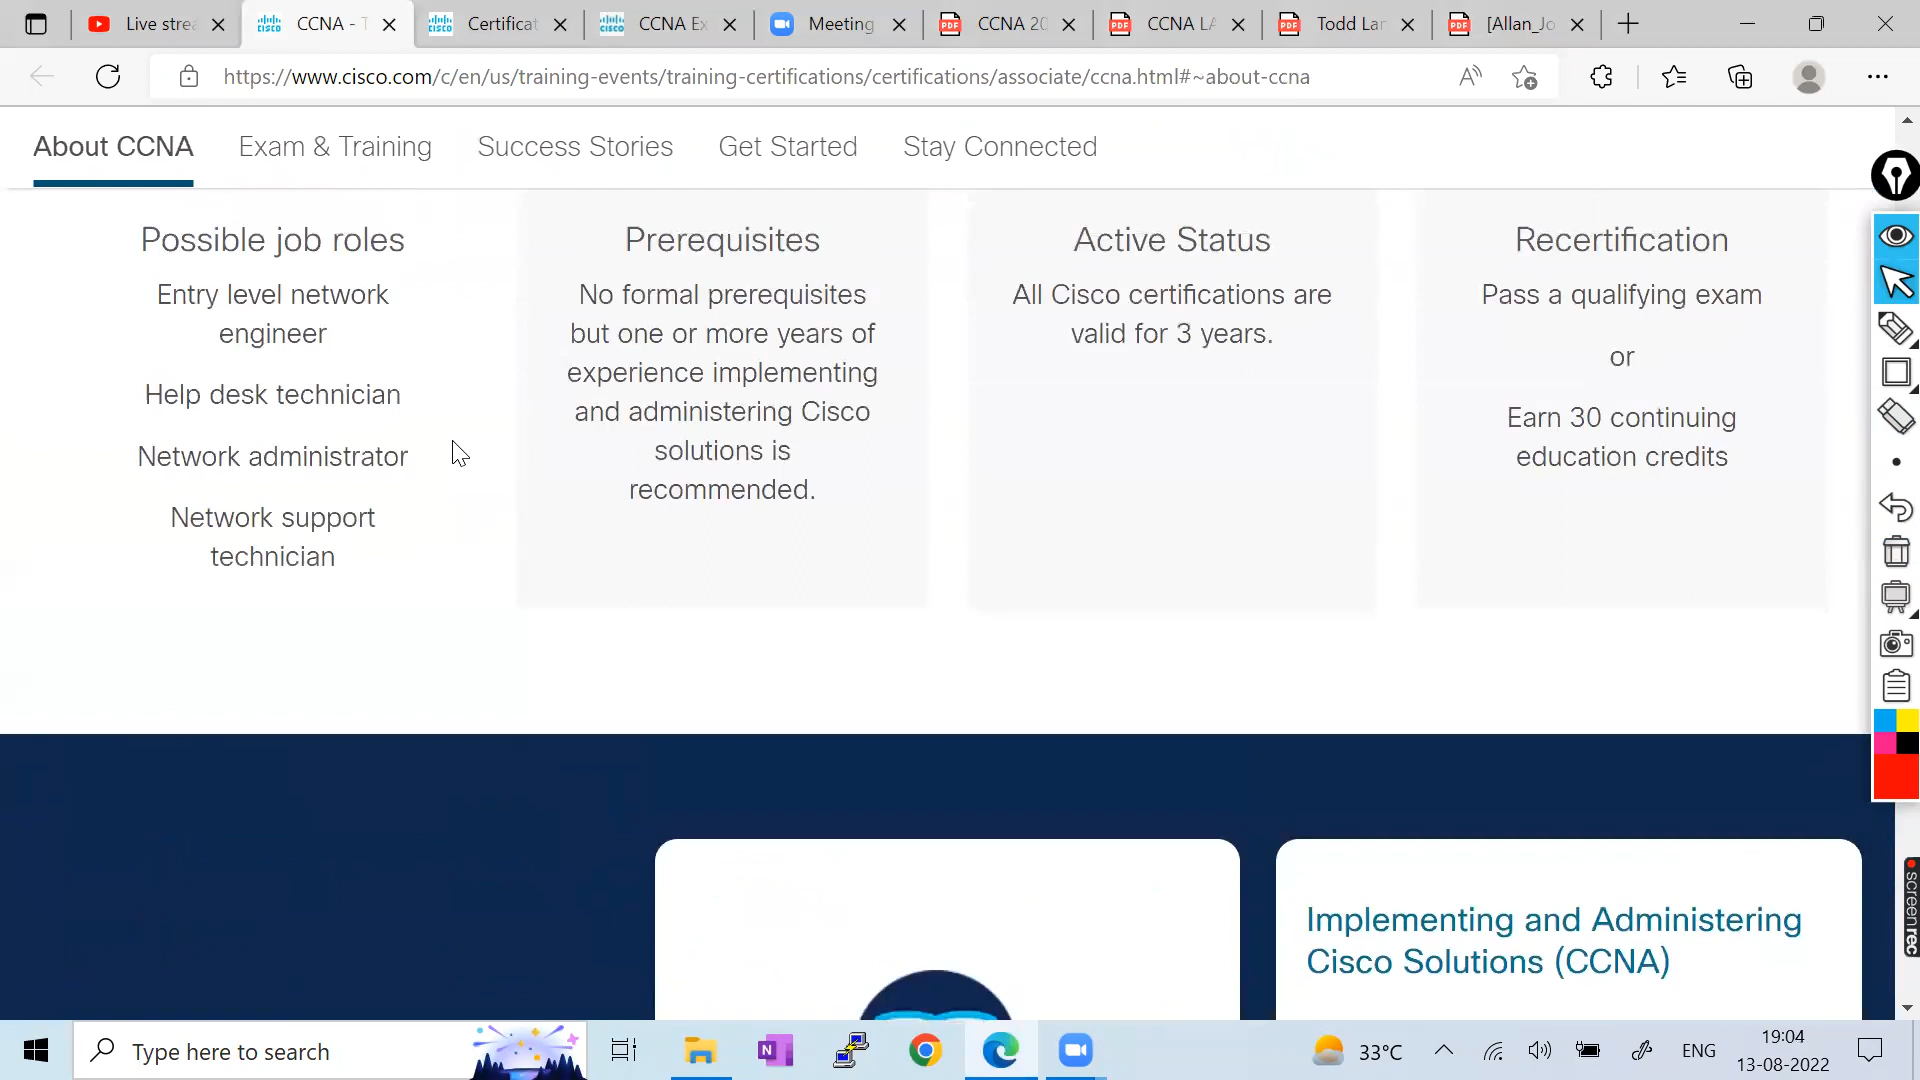 Live strea
CCNA - T
Certificat
CCNA Ex
Meeting
CCNA 20
CCNA LA
Todd Lam
[Allan_Jo
https://www.cisco.com/c/en/us/training-events/training-certifications/certifications/associate/ccna.html#~about-ccna
About CCNA
Exam & Training
Success Stories
Get Started
Stay Connected
Possible job roles
Entry level network
engineer
Help desk technician
Network administrator
Network support
technician
Prerequisites
No formal prerequisites
but one or more years of
experience implementing
and administering Cisco
solutions is
recommended.
Active Status
All Cisco certifications are
valid for 3 years.
Recertification
Pass a qualifying exam
or
Earn 30 continuing
education credits
Implementing and Administering
Cisco Solutions (CCNA)
screenrec
Type here to search
33°C
ENG
19:04
13-08-2022